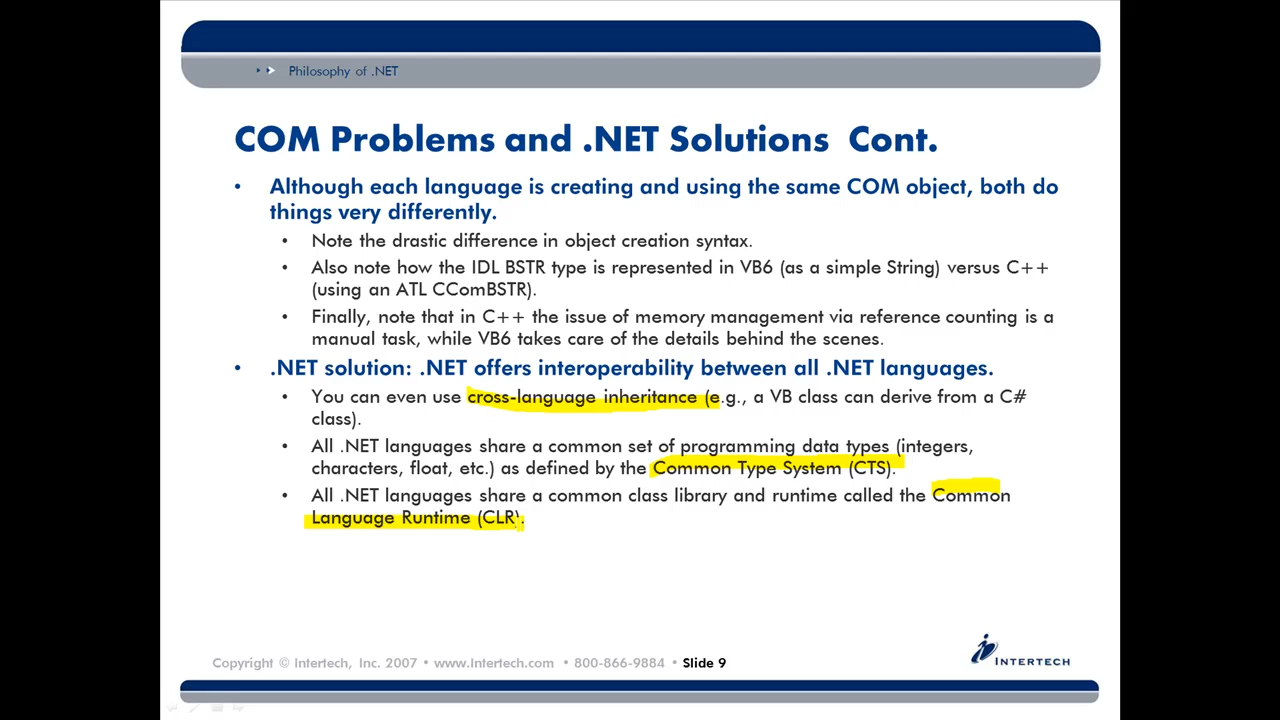 Philosophy of .NET
COM Problems and .NET Solutions Cont.
• Although each language is creating and using the same COM object, both do
things very differently.
• Note the drastic difference in object creation syntax.
• Also note how the IDL BSTR type is represented in VB6 (as a simple String) versus C++
(using an ATL CComBSTR).
• Finally, note that in C++ the issue of memory management via reference counting is a
manual task, while VB6 takes care of the details behind the scenes.
• .NET solution: .NET offers interoperability between all .NET languages.
• You can even use cross-language inheritance (e.g., a VB class can derive from a C#
class).
• All .NET languages share a common set of programming data types (integers,
characters, float, etc.) as defined by the Common Type System (CTS).
• All .NET languages share a common class library and runtime called the Common
Language Runtime (CLR).
Copyright © Intertech, Inc. 2007 • www.Intertech.com • 800-866-9884 • Slide 9
INTERTECH